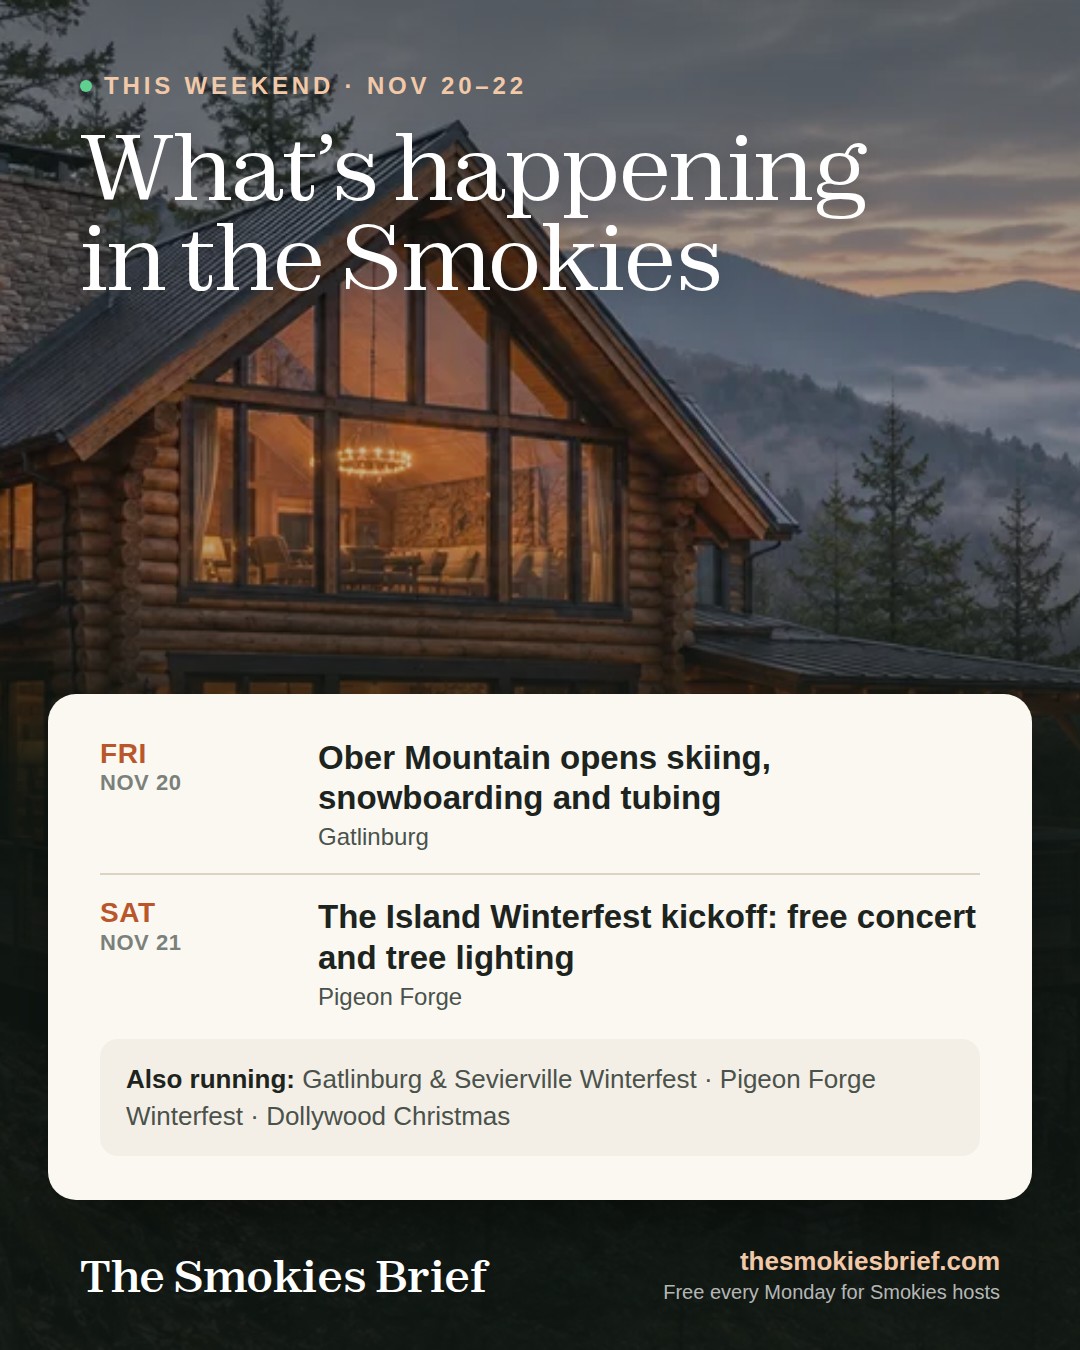 THIS WEEKEND · NOV 20–22
What’s happening
in the Smokies
FRI
NOV 20
Ober Mountain opens skiing,
snowboarding and tubing
Gatlinburg
SAT
NOV 21
The Island Winterfest kickoff: free concert
and tree lighting
Pigeon Forge
Also running: Gatlinburg & Sevierville Winterfest · Pigeon Forge
Winterfest · Dollywood Christmas
The Smokies Brief
thesmokiesbrief.com
Free every Monday for Smokies hosts